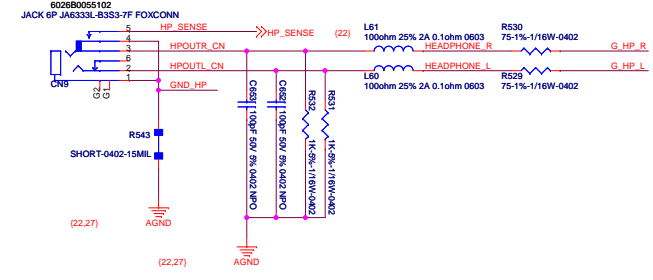 6026B0055102
JACK 6P JA6333L-B3S3-7F FOXCONN
5
4
3
6
2
1
CN9
G2
G1
HP_SENSE
HP_SENSE
{22}
HPOUTR_CN
HPOUTL_CN
GND_HP
L61
100ohm 25% 2A 0.1ohm 0603
HEADPHONE_R
HEADPHONE_L
L60
100ohm 25% 2A 0.1ohm 0603
R530
75-1%-1/16W-0402
G_HP_R
G_HP_L
R529
75-1%-1/16W-0402
C653
100pF 50V 5% 0402 NPO
C652
100pF 50V 5% 0402 NPO
R532
1K-5%-1/16W-0402
R531
1K-5%-1/16W-0402
R543
SHORT-0402-15MIL
{22,27}
AGND
{22,27}
AGND